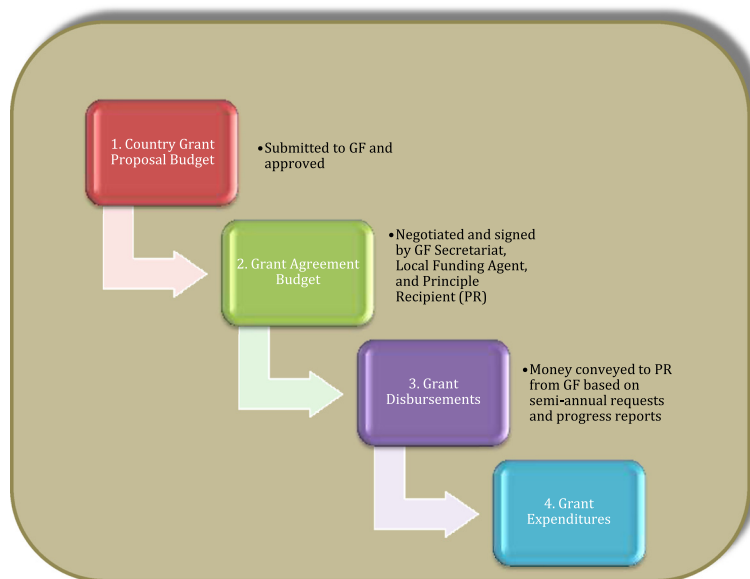 1. Country Grant
Proposal Budget
•Submitted to GF and
approved
2. Grant Agreement
Budget
•Negotiated and signed
by GF Secretariat,
Local Funding Agent,
and Principle
Recipient (PR)
3. Grant
Disbursements
•Money conveyed to PR
from GF based on
semi-annual requests
and progress reports
4. Grant
Expenditures